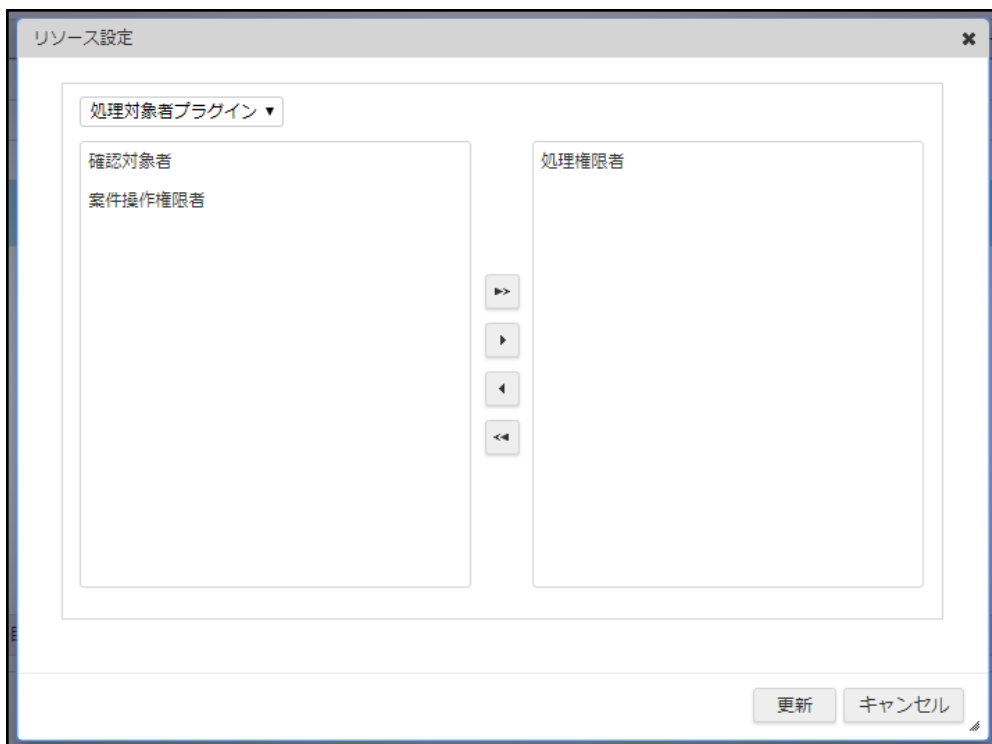 リソース設定
処理対象者プラグイン
確認対象者
案件操作権限者
処理権限者
更新
キャンセル